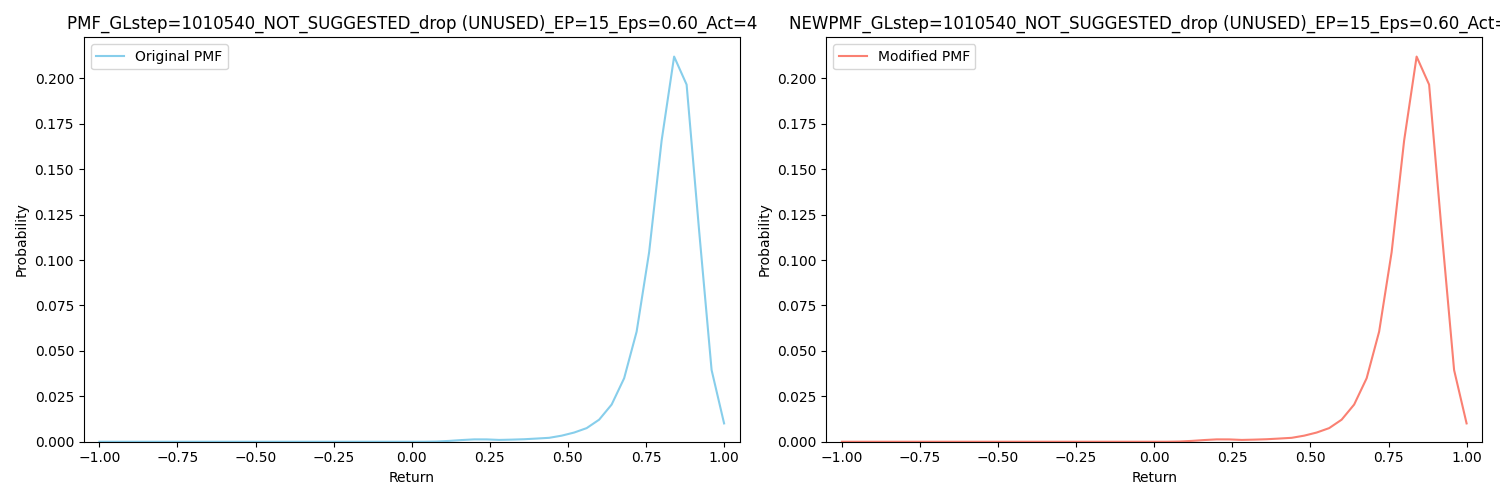 PMF_GLstep=1010540_NOT_SUGGESTED_drop (UNUSED)_EP=15_Eps=0.60_Act=4
Original PMF
0.200
0.175
0.150
0.125
0.100
0.075
0.050
0.025
0.000
Probability
−1.00 −0.75 −0.50 −0.25 0.00 0.25 0.50 0.75 1.00
Return
NEWPMF_GLstep=1010540_NOT_SUGGESTED_drop (UNUSED)_EP=15_Eps=0.60_Act=
Modified PMF
0.200
0.175
0.150
0.125
0.100
0.075
0.050
0.025
0.000
Probability
−1.00 −0.75 −0.50 −0.25 0.00 0.25 0.50 0.75 1.00
Return